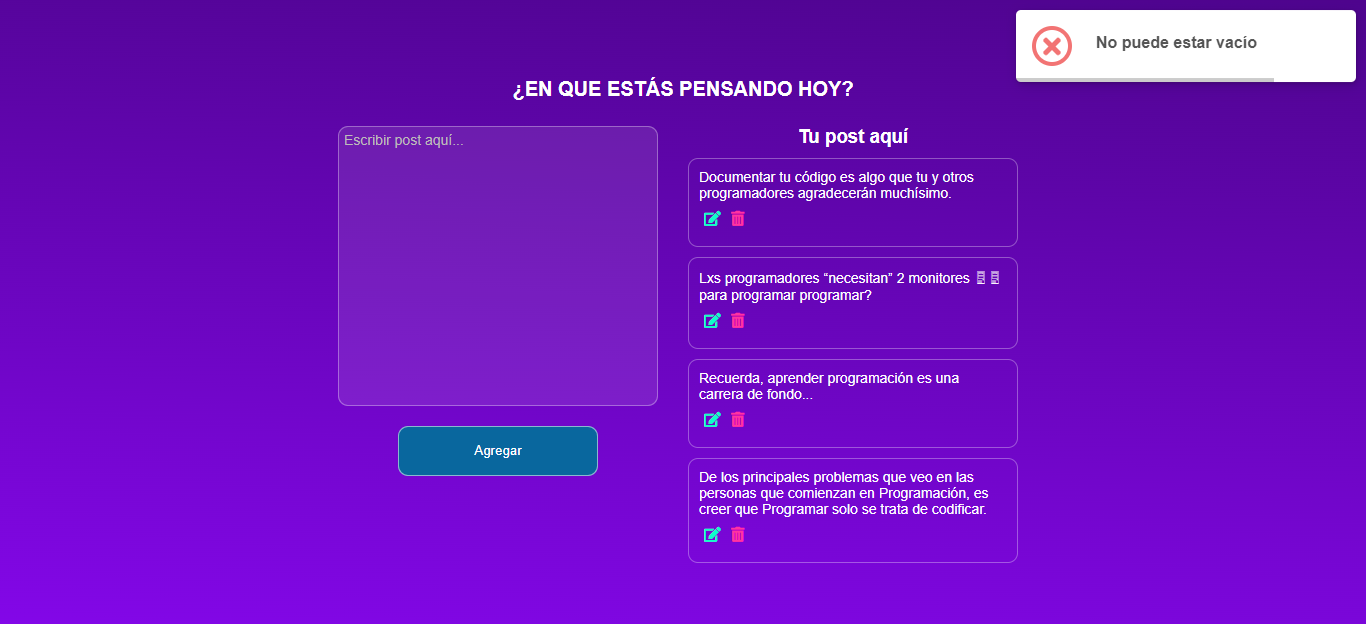 No puede estar vacío
¿EN QUE ESTÁS PENSANDO HOY?
Escribir post aquí...
Agregar
Tu post aquí
Documentar tu código es algo que tu y otros
programadores agradecerán muchísimo.
Lxs programadores “necesitan” 2 monitores
para programar programar?
Recuerda, aprender programación es una
carrera de fondo...
De los principales problemas que veo en las
personas que comienzan en Programación, es
creer que Programar solo se trata de codificar.